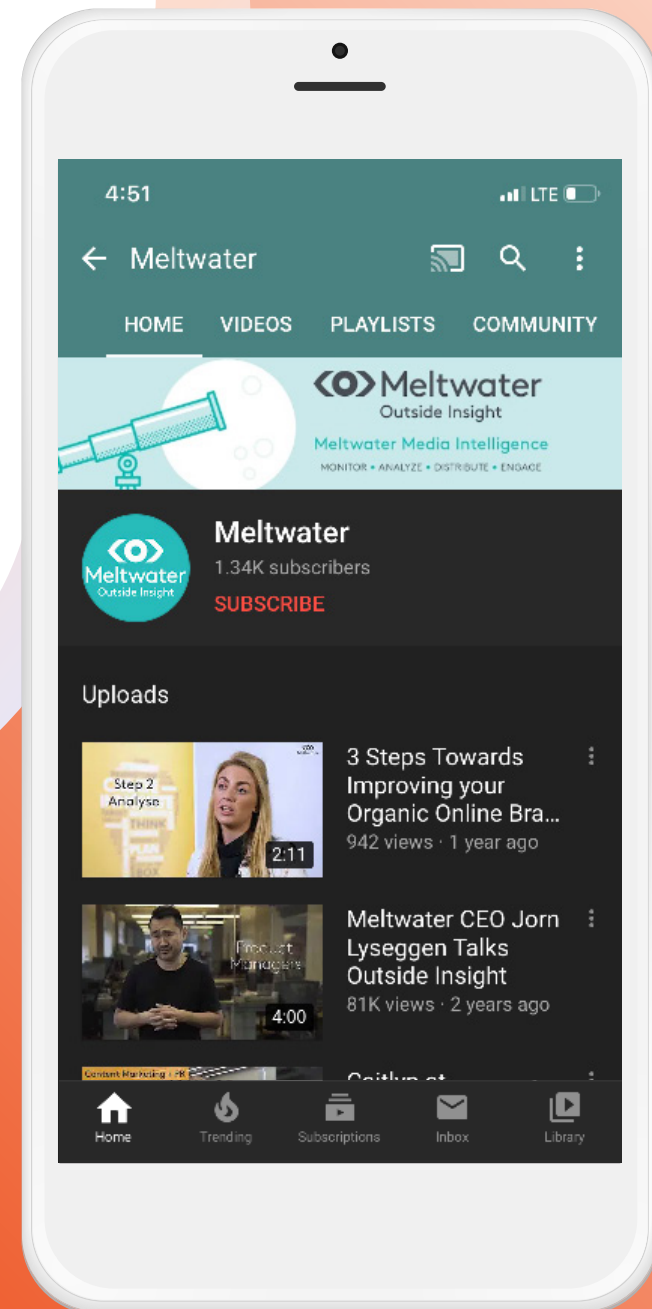 4:51
LTE
Meltwater
HOME VIDEOS PLAYLISTS COMMUNITY
Meltwater
Outside Insight
Meltwater Media Intelligence
MONITOR • ANALYZE • DISTRIBUTE • ENGAGE
Meltwater
Outside Insight
Meltwater
1.34K subscribers
SUBSCRIBE
Uploads
Step 2
Analyse
THINK
PLAN
BOX
2:11
3 Steps Towards
Improving your
Organic Online Bra...
942 views · 1 year ago
Product
Managers
4:00
Meltwater CEO Jorn
Lyseggen Talks
Outside Insight
81K views · 2 years ago
Content Marketing + PR
Caitlyn at
Home Trending Subscriptions Inbox Library